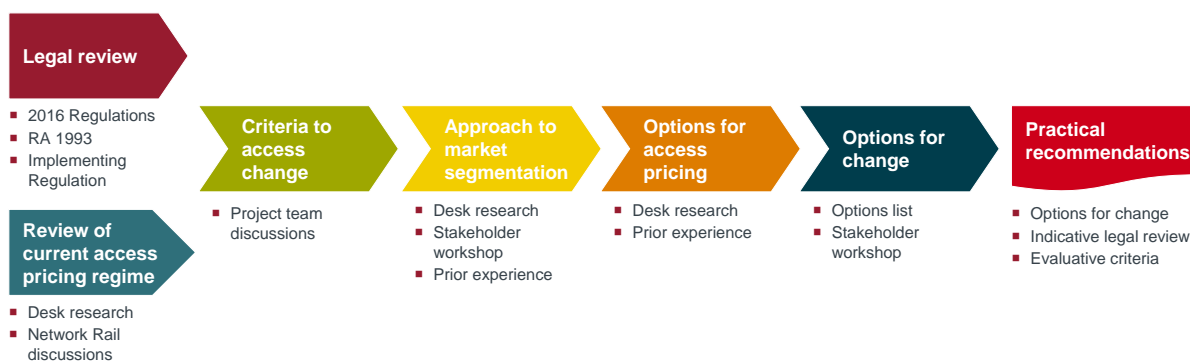 Legal review
▪ 2016 Regulations
▪ RA 1993
▪ Implementing
Regulation
Review of
current access
pricing regime
▪ Desk research
▪ Network Rail
discussions
Criteria to
access
change
▪ Project team
discussions
Approach to
market
segmentation
▪ Desk research
▪ Stakeholder
workshop
▪ Prior experience
Options for
access
pricing
▪ Desk research
▪ Prior experience
Options for
change
▪ Options list
▪ Stakeholder
workshop
Practical
recommendations
▪ Options for change
▪ Indicative legal review
▪ Evaluative criteria